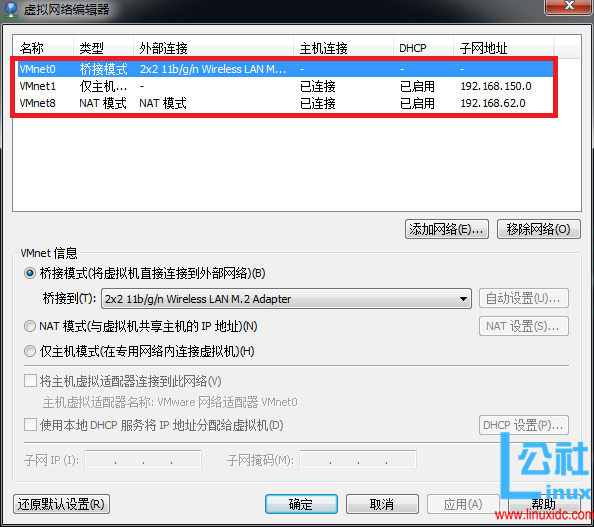 虚拟网络编辑器
名称 类型 外部连接 主机连接 DHCP 子网地址
VMnet0 桥接模式 2x2 11b/g/n Wireless LAN M.... - - -
VMnet1 仅主机... - 已连接 已启用 192.168.150.0
VMnet8 NAT 模式 NAT 模式 已连接 已启用 192.168.62.0
添加网络(E)... 移除网络(O)
VMnet 信息
桥接模式(将虚拟机直接连接到外部网络)(B)
桥接到(T): 2x2 11b/g/n Wireless LAN M.2 Adapter 自动设置(U)...
NAT 模式(与虚拟机共享主机的 IP 地址)(N) NAT 设置(S)...
仅主机模式(在专用网络内连接虚拟机)(H)
将主机虚拟适配器连接到此网络(V)
主机虚拟适配器名称: VMware 网络适配器 VMnet0
使用本地 DHCP 服务将 IP 地址分配给虚拟机(D) DHCP 设置(P)...
子网 IP (I): . . . 子网掩码(M): . . .
还原默认设置(R) 确定 取消 应用(A) 帮助
Linux公社
www.linuxidc.com